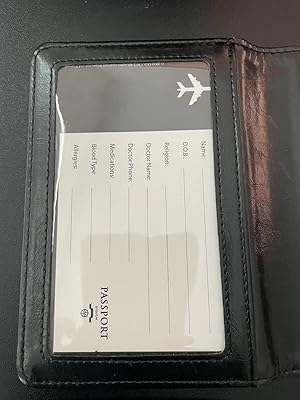 Name:
D.O.B.:
Religion:
Doctor Name:
Doctor Phone:
Medications:
Blood Type:
Allergies:
PASSPORT